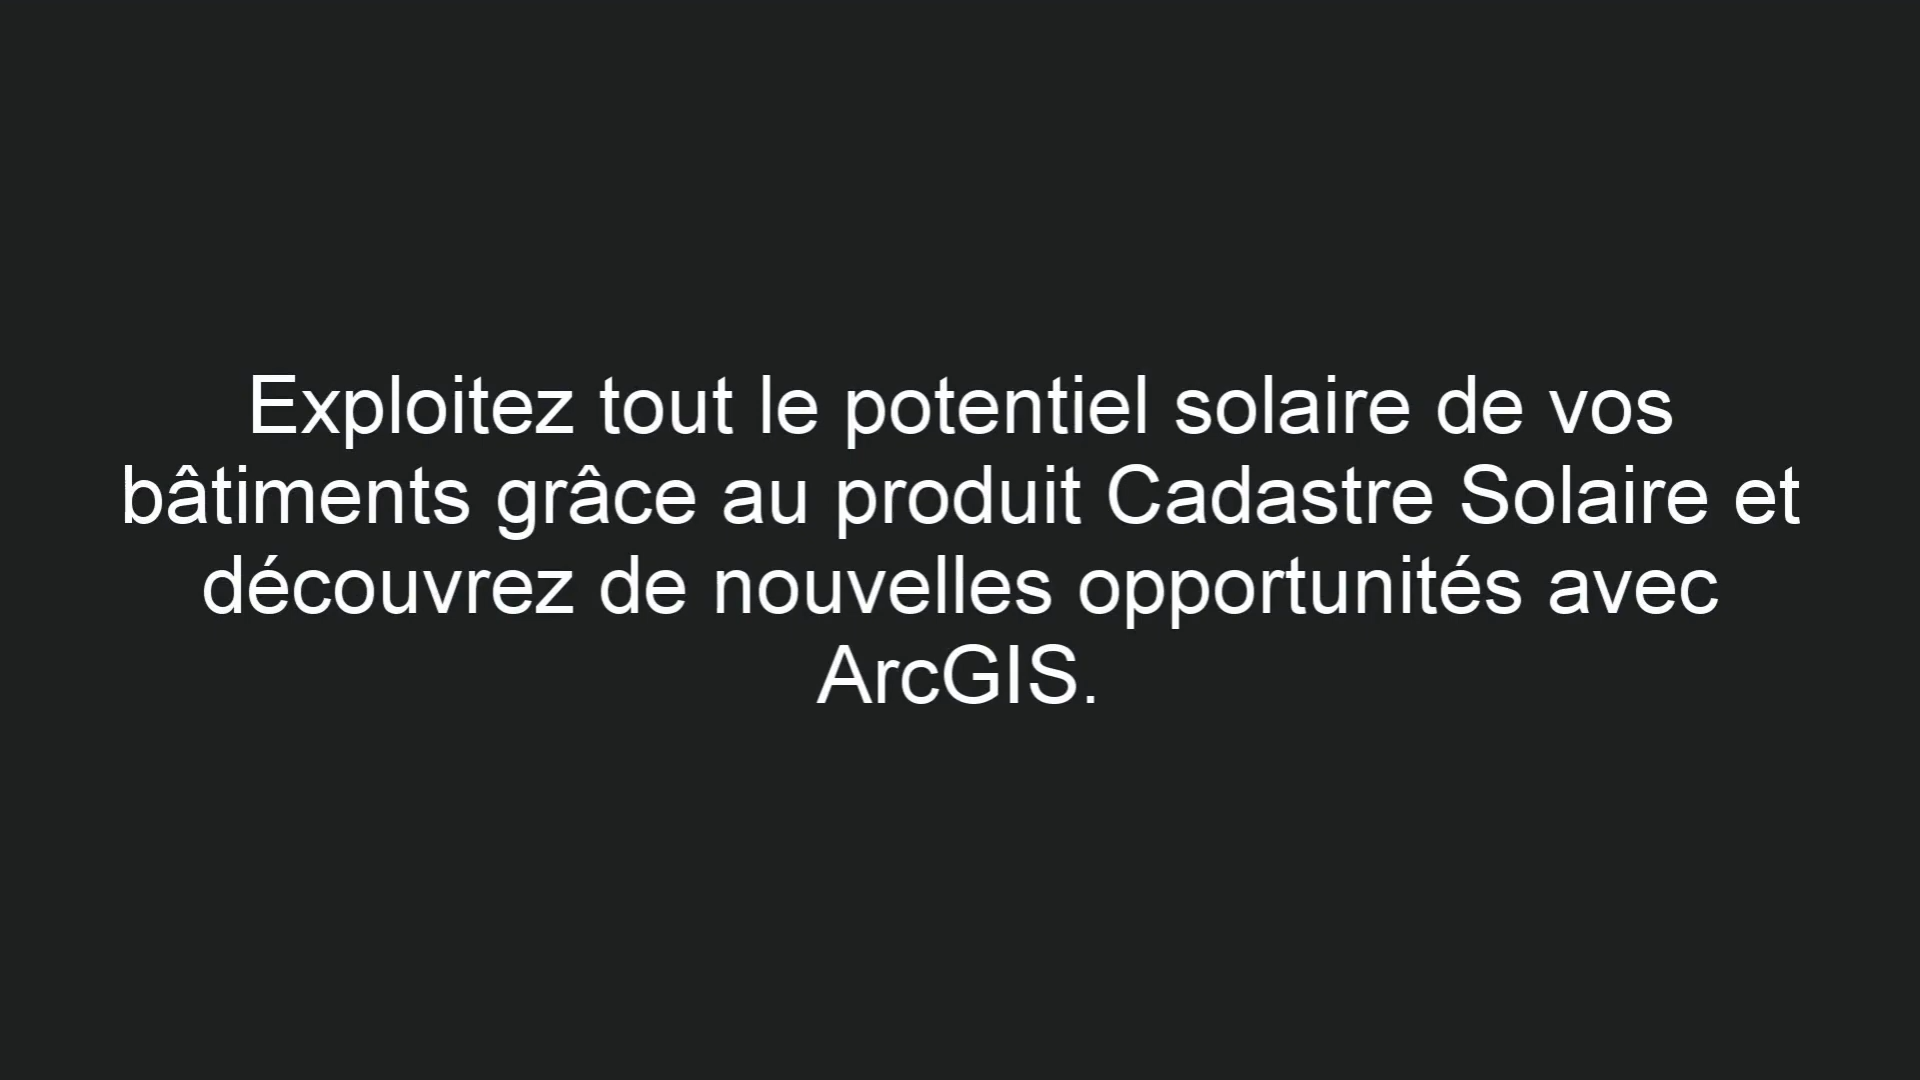 Exploitez tout le potentiel solaire de vos
bâtiments grâce au produit Cadastre Solaire et
découvrez de nouvelles opportunités avec
ArcGIS.